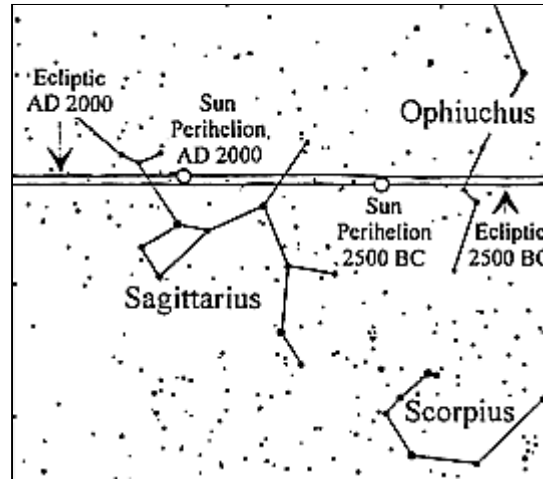 Ecliptic
AD 2000
Sun
Perihelion,
AD 2000
Ophiuchus
Sun
Perihelion
2500 BC
Ecliptic
2500 BC
Sagittarius
Scorpius